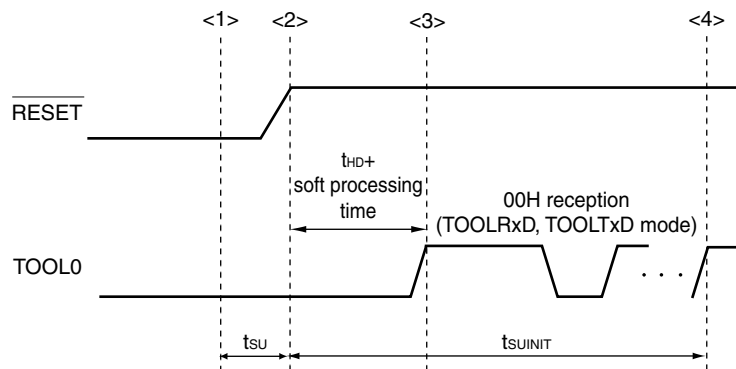 <1> <2> <3> <4>
RESET
tHD+
soft processing
time
00H reception
(TOOLRxD, TOOLTxD mode)
TOOL0
. . .
tSU
tSUINIT